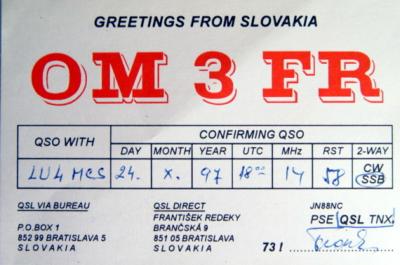 GREETINGS FROM SLOVAKIA
OM 3 FR
QSO WITH CONFIRMING QSO
DAY MONTH YEAR UTC MHz RST 2-WAY
LU4MCS 24. X. 97 18°° 14 58 CW
SSB
QSL VIA BUREAU QSL DIRECT JN88NC
FRANTIŠEK REDEKY PSE QSL TNX
P.O.BOX 1 BRANČSKÁ 9
852 99 BRATISLAVA 5 851 05 BRATISLAVA
SLOVAKIA SLOVAKIA 73!